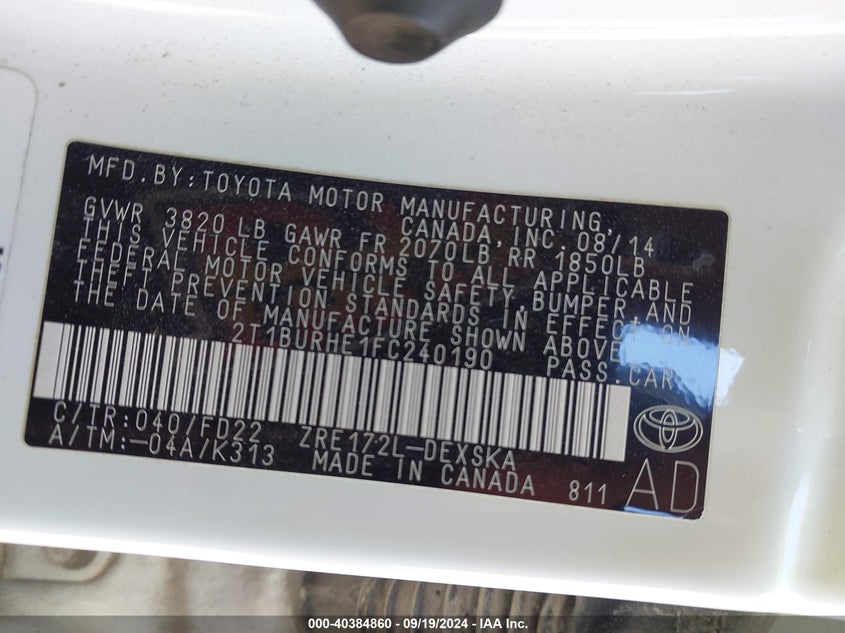 MFD.BY:TOYOTA MOTOR MANUFACTURING,
CANADA,INC. 08/14
GVWR 3820 LB GAWR FR 2070LB,RR 1850LB
THIS VEHICLE CONFORMS TO ALL APPLICABLE
FEDERAL MOTOR VEHICLE SAFETY,BUMPER,AND
THEFT PREVENTION STANDARDS IN EFFECT ON
THE DATE OF MANUFACTURE SHOWN ABOVE.
2T1BURHE1FC240190 PASS.CAR
C/TR:040/FD22 ZRE172L-DEXSKA
A/TM:-04A/K313 MADE IN CANADA 811
AD
000-40384860 - 09/19/2024 - IAA Inc.